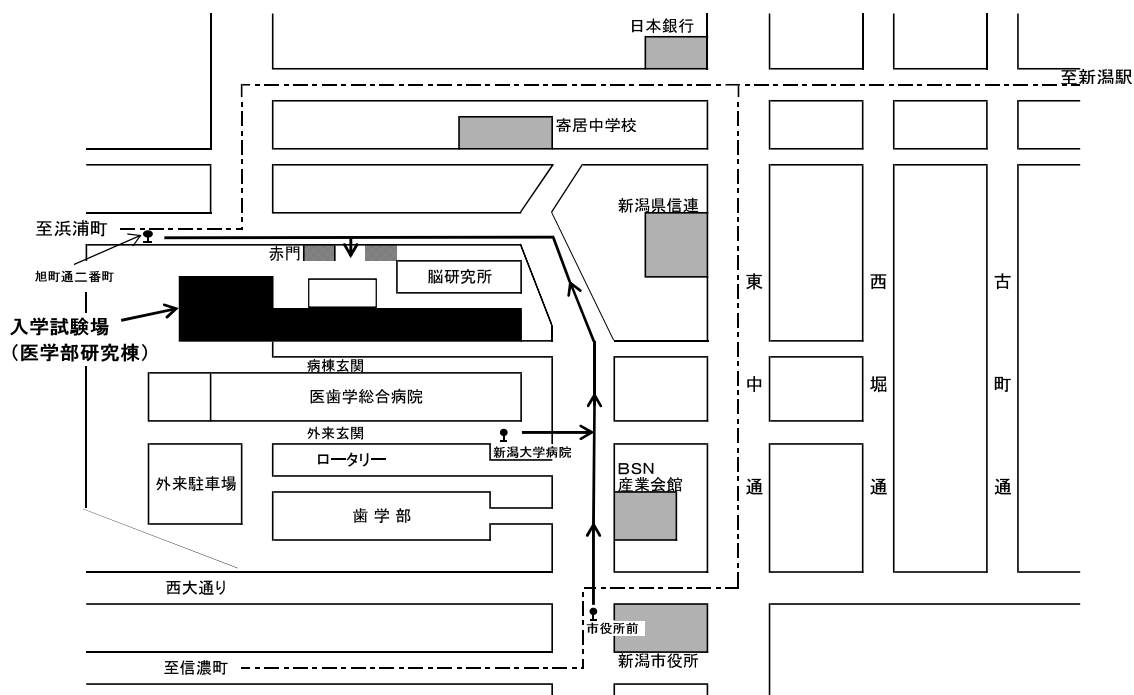 日本銀行
至新潟駅
寄居中学校
新潟県信連
至浜浦町
赤門
脳研究所
旭町通二番町
入学試験場
（医学部研究棟）
東中通
西堀通
古町通
病棟玄関
医歯学総合病院
外来玄関
新潟大学病院
ロータリー
BSN
産業会館
外来駐車場
歯学部
西大通り
市役所前
新潟市役所
至信濃町